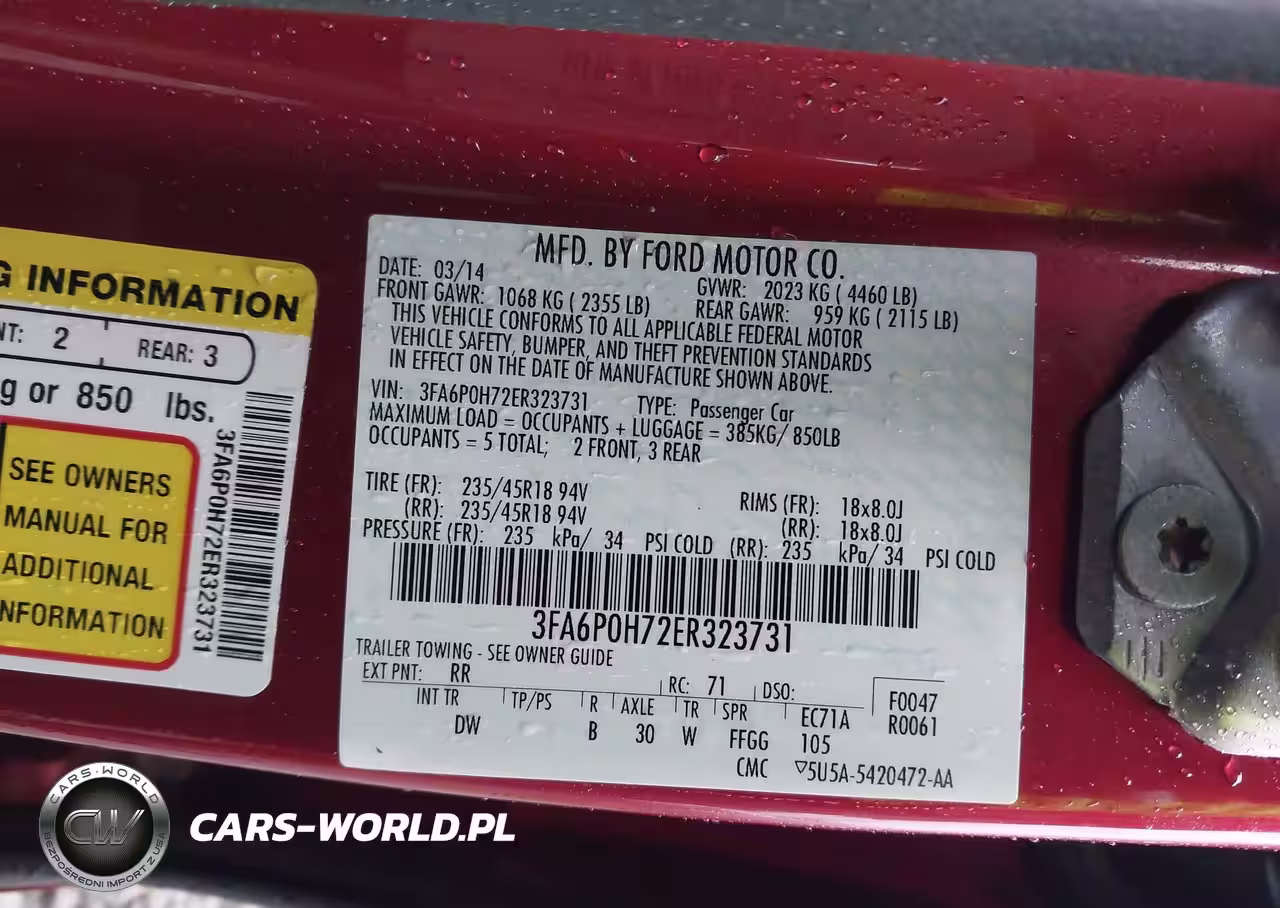 G INFORMATION
NT: 2 REAR: 3
g or 850 lbs.
SEE OWNERS
MANUAL FOR
ADDITIONAL
NFORMATION
3FA6P0H72ER323731
MFD. BY FORD MOTOR CO.
DATE: 03/14 GVWR: 2023 KG ( 4460 LB)
FRONT GAWR: 1068 KG ( 2355 LB) REAR GAWR: 959 KG ( 2115 LB)
THIS VEHICLE CONFORMS TO ALL APPLICABLE FEDERAL MOTOR
VEHICLE SAFETY, BUMPER, AND THEFT PREVENTION STANDARDS
IN EFFECT ON THE DATE OF MANUFACTURE SHOWN ABOVE.
VIN: 3FA6P0H72ER323731 TYPE: Passenger Car
MAXIMUM LOAD = OCCUPANTS + LUGGAGE = 385KG/ 850LB
OCCUPANTS = 5 TOTAL; 2 FRONT, 3 REAR
TIRE (FR): 235/45R18 94V RIMS (FR): 18x8.0J
(RR): 235/45R18 94V (RR): 18x8.0J
PRESSURE (FR): 235 kPa/ 34 PSI COLD (RR): 235 kPa/ 34 PSI COLD
3FA6P0H72ER323731
TRAILER TOWING - SEE OWNER GUIDE
EXT PNT: RR RC: 71 DSO: F0047
INT TR TP/PS R AXLE TR SPR EC71A R0061
DW B 30 W FFGG 105
CMC ▽5U5A-5420472-AA
CARS-WORLD
CW
BEZPOŚREDNI IMPORT Z USA
CARS-WORLD.PL